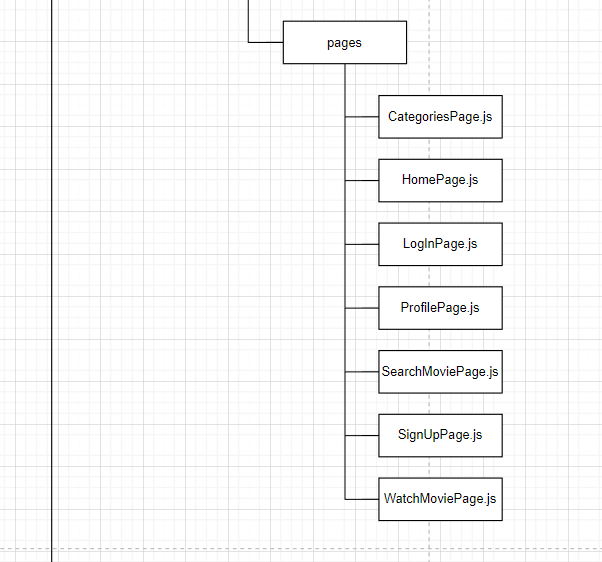 pages
CategoriesPage.js
HomePage.js
LogInPage.js
ProfilePage.js
SearchMoviePage.js
SignUpPage.js
WatchMoviePage.js